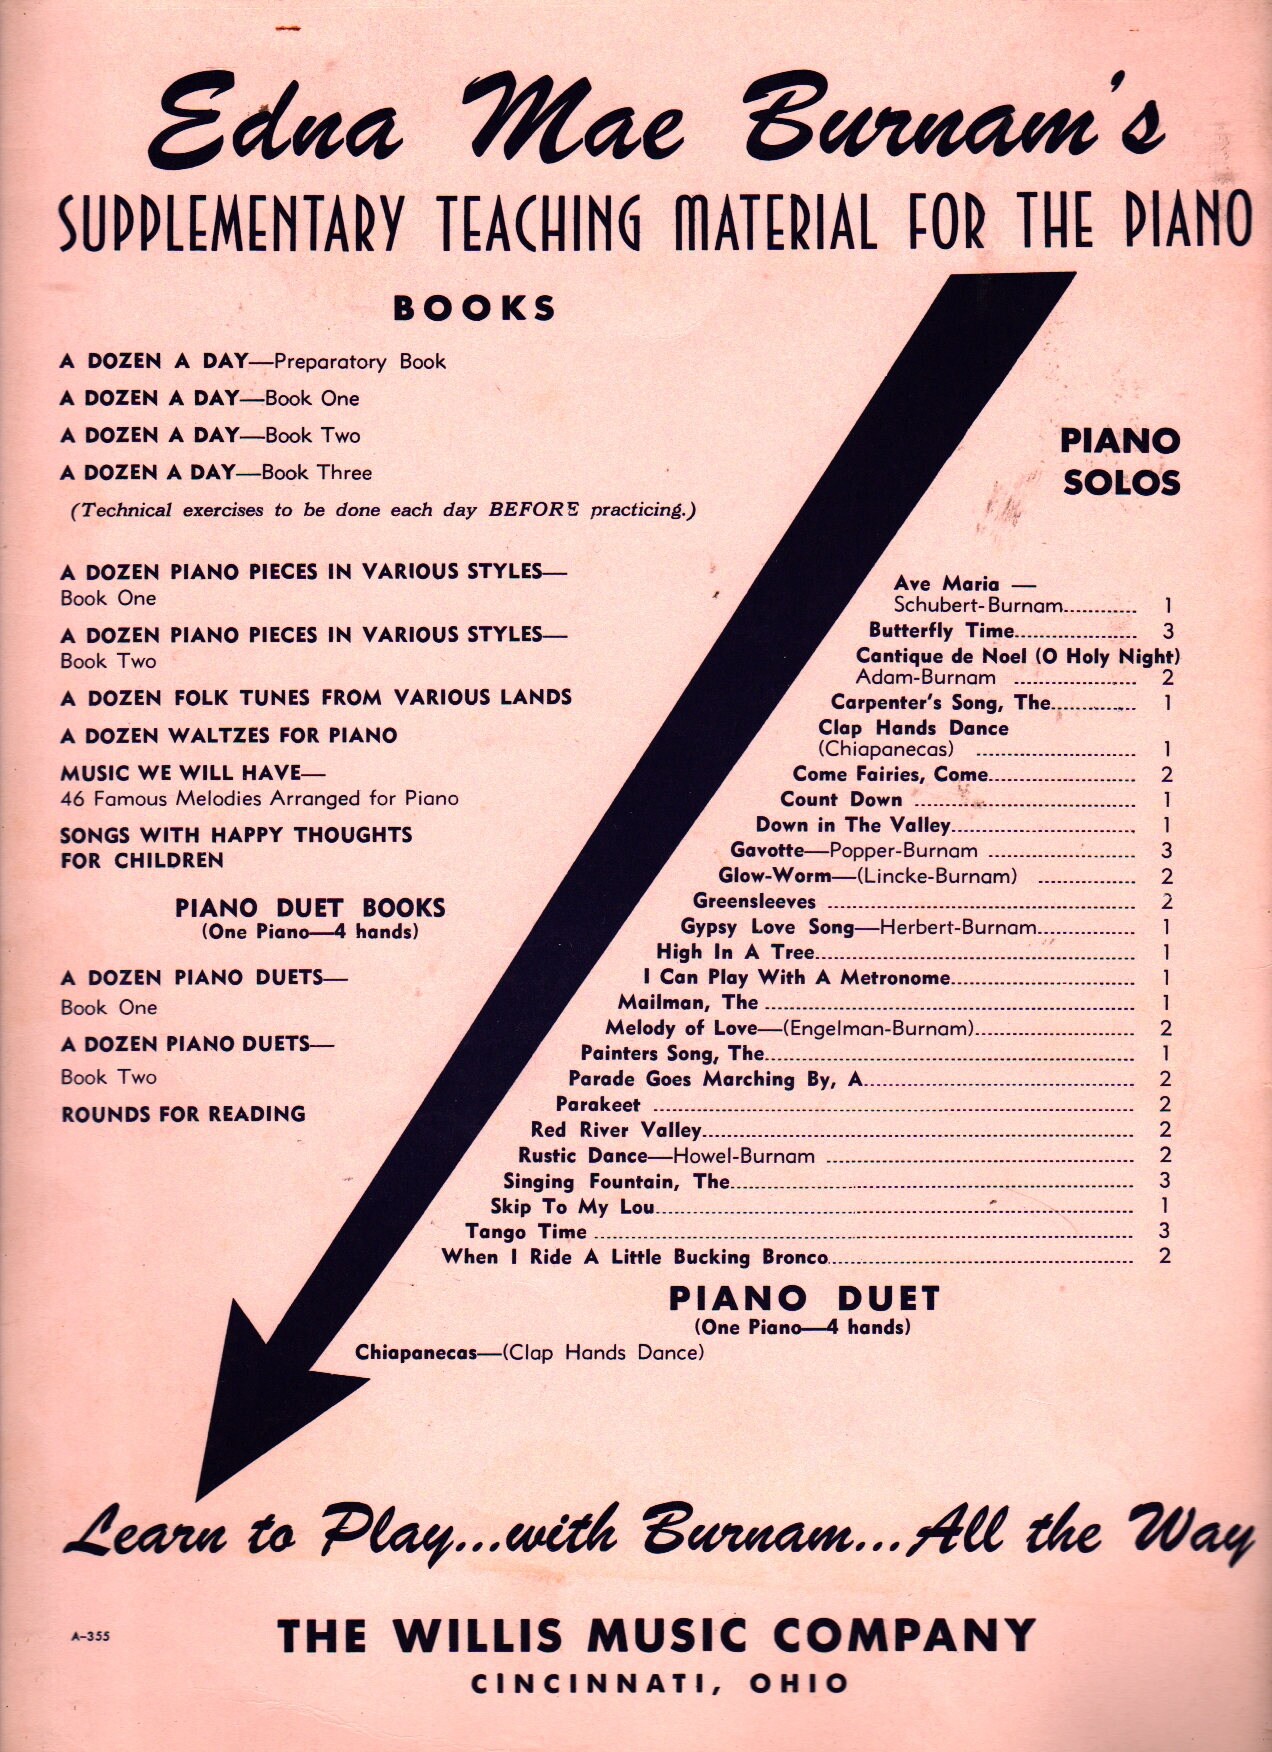 Edna Mae Burnam's
SUPPLEMENTARY TEACHING MATERIAL FOR THE PIANO
BOOKS
A DOZEN A DAY—Preparatory Book
A DOZEN A DAY—Book One
A DOZEN A DAY—Book Two
A DOZEN A DAY—Book Three
(Technical exercises to be done each day BEFORE practicing.)
A DOZEN PIANO PIECES IN VARIOUS STYLES—
Book One
A DOZEN PIANO PIECES IN VARIOUS STYLES—
Book Two
A DOZEN FOLK TUNES FROM VARIOUS LANDS
A DOZEN WALTZES FOR PIANO
MUSIC WE WILL HAVE—
46 Famous Melodies Arranged for Piano
SONGS WITH HAPPY THOUGHTS
FOR CHILDREN
PIANO DUET BOOKS
(One Piano—4 hands)
A DOZEN PIANO DUETS—
Book One
A DOZEN PIANO DUETS—
Book Two
ROUNDS FOR READING
PIANO
SOLOS
Ave Maria —
Schubert-Burnam............ 1
Butterfly Time.................... 3
Cantique de Noel (O Holy Night)
Adam-Burnam .................... 2
Carpenter's Song, The.............. 1
Clap Hands Dance
(Chiapanecas) .......................... 1
Come Fairies, Come........................ 2
Count Down .................................... 1
Down in The Valley.............................. 1
Gavotte—Popper-Burnam ........................ 3
Glow-Worm—(Lincke-Burnam) ................ 2
Greensleeves .................................................. 2
Gypsy Love Song—Herbert-Burnam................ 1
High In A Tree.................................................... 1
I Can Play With A Metronome.............................. 1
Mailman, The ............................................................ 1
Melody of Love—(Engelman-Burnam).......................... 2
Painters Song, The............................................................ 1
Parade Goes Marching By, A............................................ 2
Parakeet .............................................................................. 2
Red River Valley...................................................................... 2
Rustic Dance—Howel-Burnam .................................................. 2
Singing Fountain, The.................................................................. 3
Skip To My Lou.............................................................................. 1
Tango Time ........................................................................................ 3
When I Ride A Little Bucking Bronco.................................................. 2
PIANO DUET
(One Piano—4 hands)
Chiapanecas—(Clap Hands Dance)
Learn to Play...with Burnam...All the Way
A-355
THE WILLIS MUSIC COMPANY
CINCINNATI, OHIO